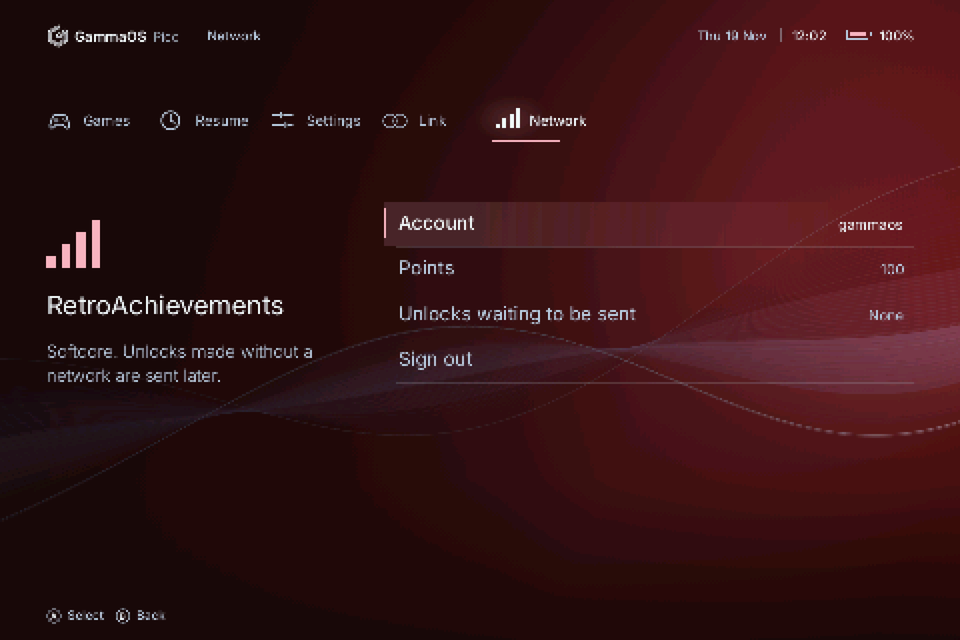 GammaOS Pico Network
Thu 19 Nov | 12:02 100%
Games Resume Settings Link Network
Account gammaos
Points 100
RetroAchievements
Unlocks waiting to be sent None
Softcore. Unlocks made without a
network are sent later.
Sign out
A Select B Back